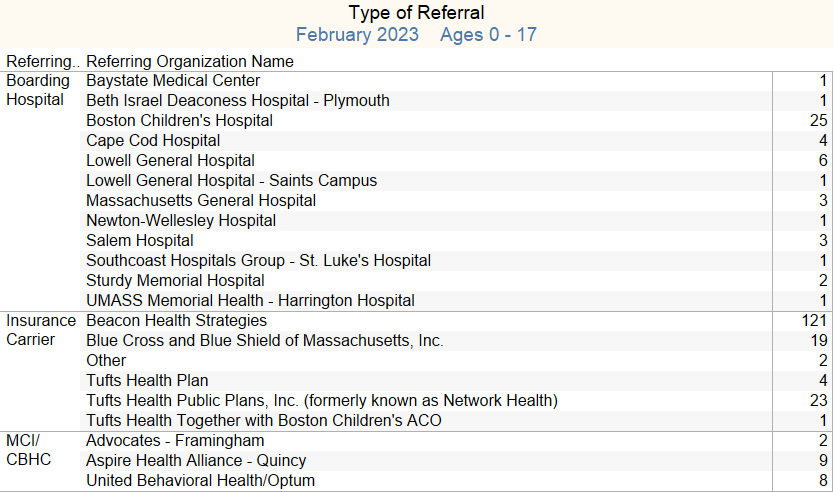 Type of Referral
February 2023 Ages 0 - 17
Referring.. Referring Organization Name
Boarding Baystate Medical Center 1
Hospital Beth Israel Deaconess Hospital - Plymouth 1
Boston Children's Hospital 25
Cape Cod Hospital 4
Lowell General Hospital 6
Lowell General Hospital - Saints Campus 1
Massachusetts General Hospital 3
Newton-Wellesley Hospital 1
Salem Hospital 3
Southcoast Hospitals Group - St. Luke's Hospital 1
Sturdy Memorial Hospital 2
UMASS Memorial Health - Harrington Hospital 1
Insurance Beacon Health Strategies 121
Carrier Blue Cross and Blue Shield of Massachusetts, Inc. 19
Other 2
Tufts Health Plan 4
Tufts Health Public Plans, Inc. (formerly known as Network Health) 23
Tufts Health Together with Boston Children's ACO 1
MCI/ Advocates - Framingham 2
CBHC Aspire Health Alliance - Quincy 9
United Behavioral Health/Optum 8